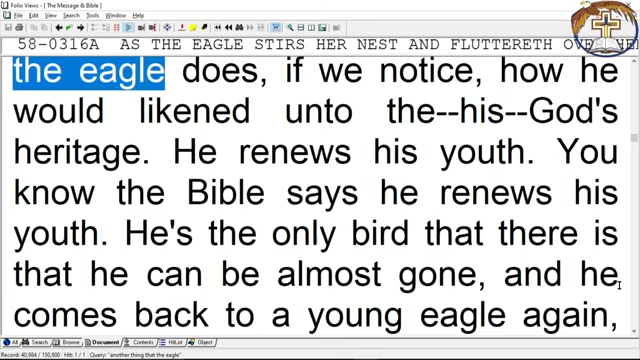 Folio Views - [The Message & Bible]
File Edit View Search Tools Window Help
58-0316A AS THE EAGLE STIRS HER NEST AND FLUTTERETH OVER HER
the eagle does, if we notice, how he
would likened unto the--his--God's
heritage. He renews his youth. You
know the Bible says he renews his
youth. He's the only bird that there is
that he can be almost gone, and he
comes back to a young eagle again,
All Search Browse Document Contents HitList Object
Record: 40,984 / 150,800 Hit: 1 / 1 Query: "another thing that the eagle"